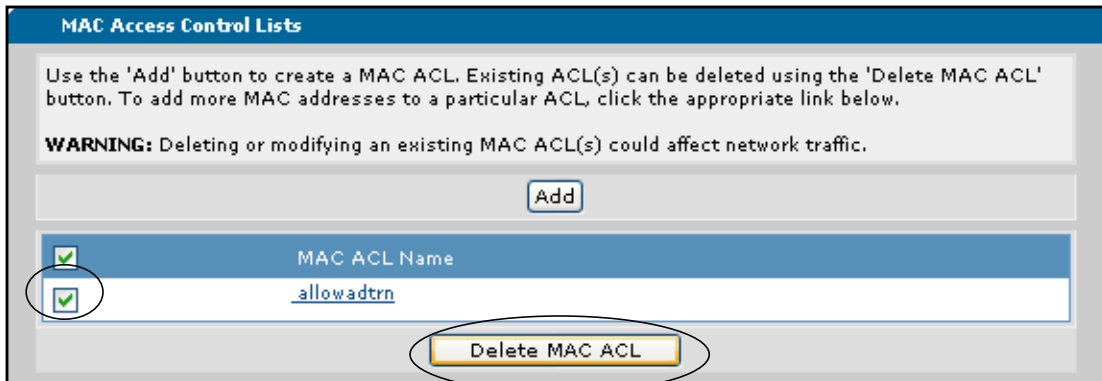 MAC Access Control Lists
Use the 'Add' button to create a MAC ACL. Existing ACL(s) can be deleted using the 'Delete MAC ACL'
button. To add more MAC addresses to a particular ACL, click the appropriate link below.
WARNING: Deleting or modifying an existing MAC ACL(s) could affect network traffic.
Add
MAC ACL Name
allowadtrn
Delete MAC ACL